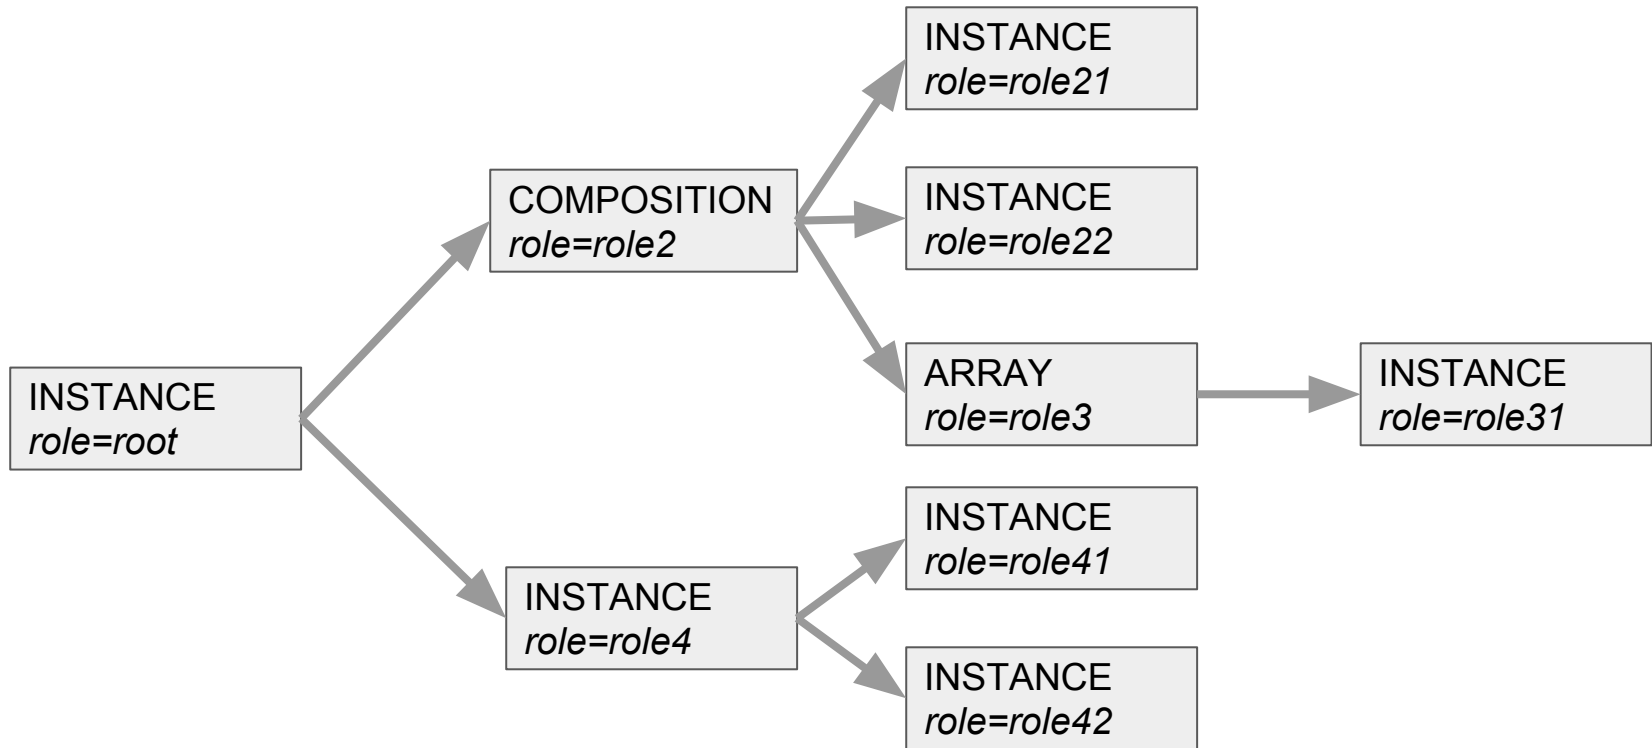 INSTANCE
role=root
COMPOSITION
role=role2
INSTANCE
role=role4
INSTANCE
role=role21
INSTANCE
role=role22
ARRAY
role=role3
INSTANCE
role=role41
INSTANCE
role=role42
INSTANCE
role=role31